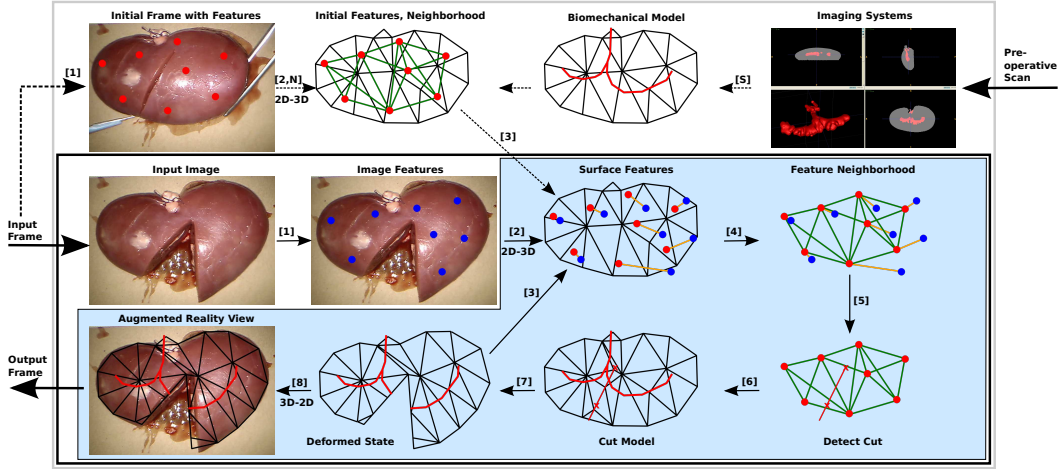 Initial Frame with Features
Initial Features, Neighborhood
Biomechanical Model
Imaging Systems
[1]
[2,N]
2D-3D
[5]
Pre-
operative
Scan
[3]
Input Image
Image Features
Surface Features
Feature Neighborhood
Input
Frame
[1]
[2]
2D-3D
[4]
[3]
[5]
Augmented Reality View
Output
Frame
[8]
3D-2D
[7]
[6]
Deformed State
Cut Model
Detect Cut